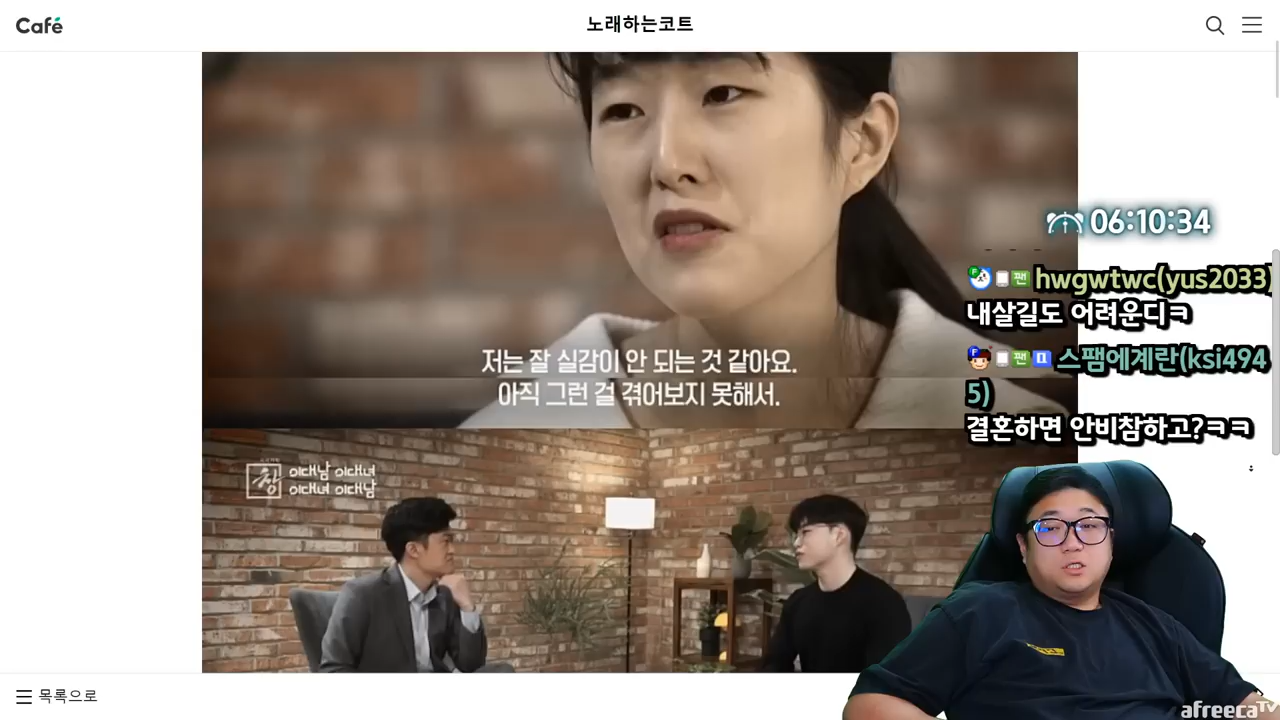 Café
노래하는코트
06:10:34
hwgwtwc(yus2033)
내살길도 어려운디ㅋ
스팸에계란(ksi494
5)
결혼하면 안비참하고?ㅋㅋ
저는 잘 실감이 안 되는 것 같아요.
아직 그런 걸 겪어보지 못해서.
창
이대남 이대녀
이대녀 이대남
목록으로
afreecaTV